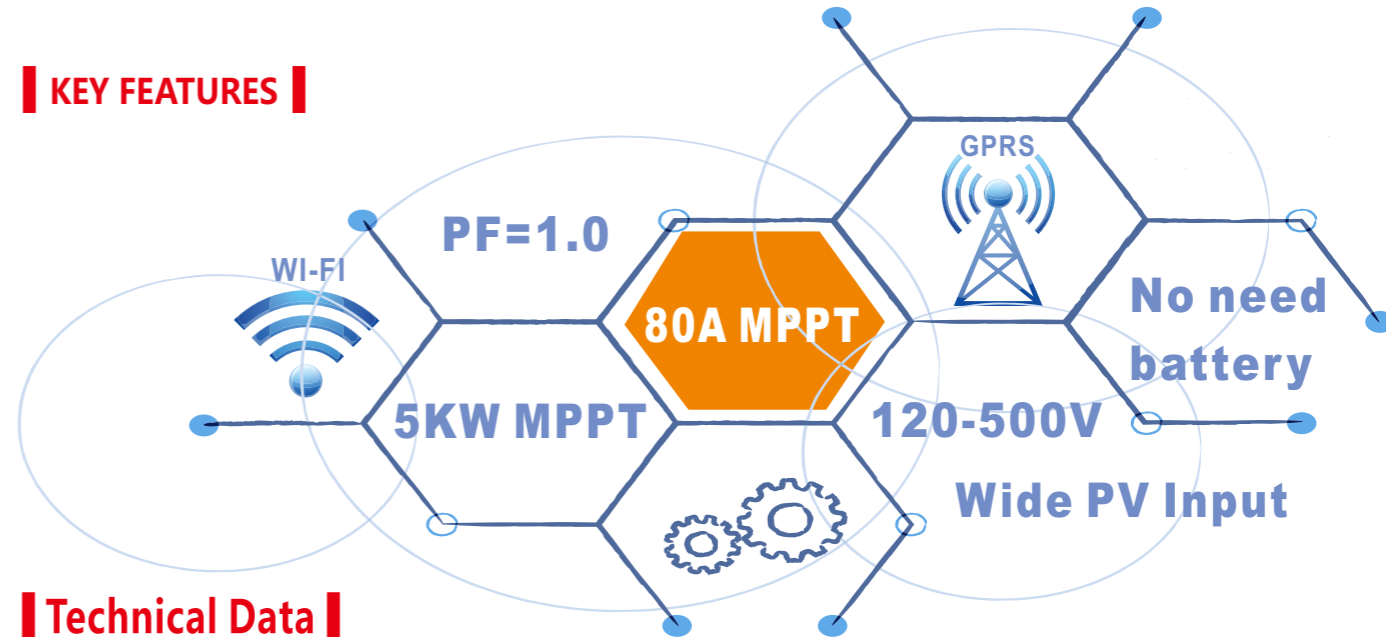 KEY FEATURES
GPRS
PF=1.0
WI-FI
No need
battery
80A MPPT
5KW MPPT
120-500V
Wide PV Input
Technical Data